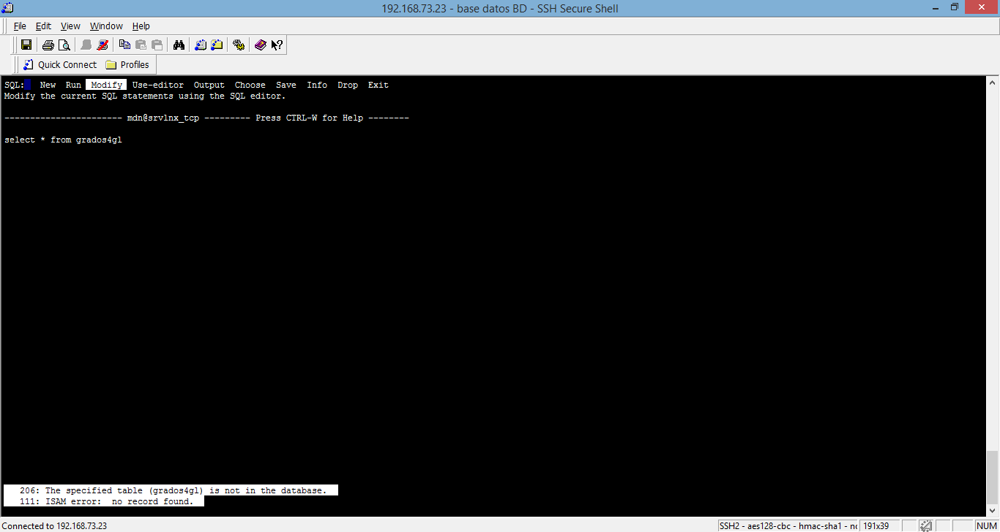 192.168.73.23 - base datos BD - SSH Secure Shell
File Edit View Window Help
Quick Connect Profiles
SQL: New Run Modify Use-editor Output Choose Save Info Drop Exit
Modify the current SQL statements using the SQL editor.
----------------------- mdn@srvlnx_tcp --------- Press CTRL-W for Help --------
select * from grados4gl
206: The specified table (grados4gl) is not in the database.
111: ISAM error:  no record found.
Connected to 192.168.73.23 SSH2 - aes128-cbc - hmac-sha1 - nc 191x39 NUM